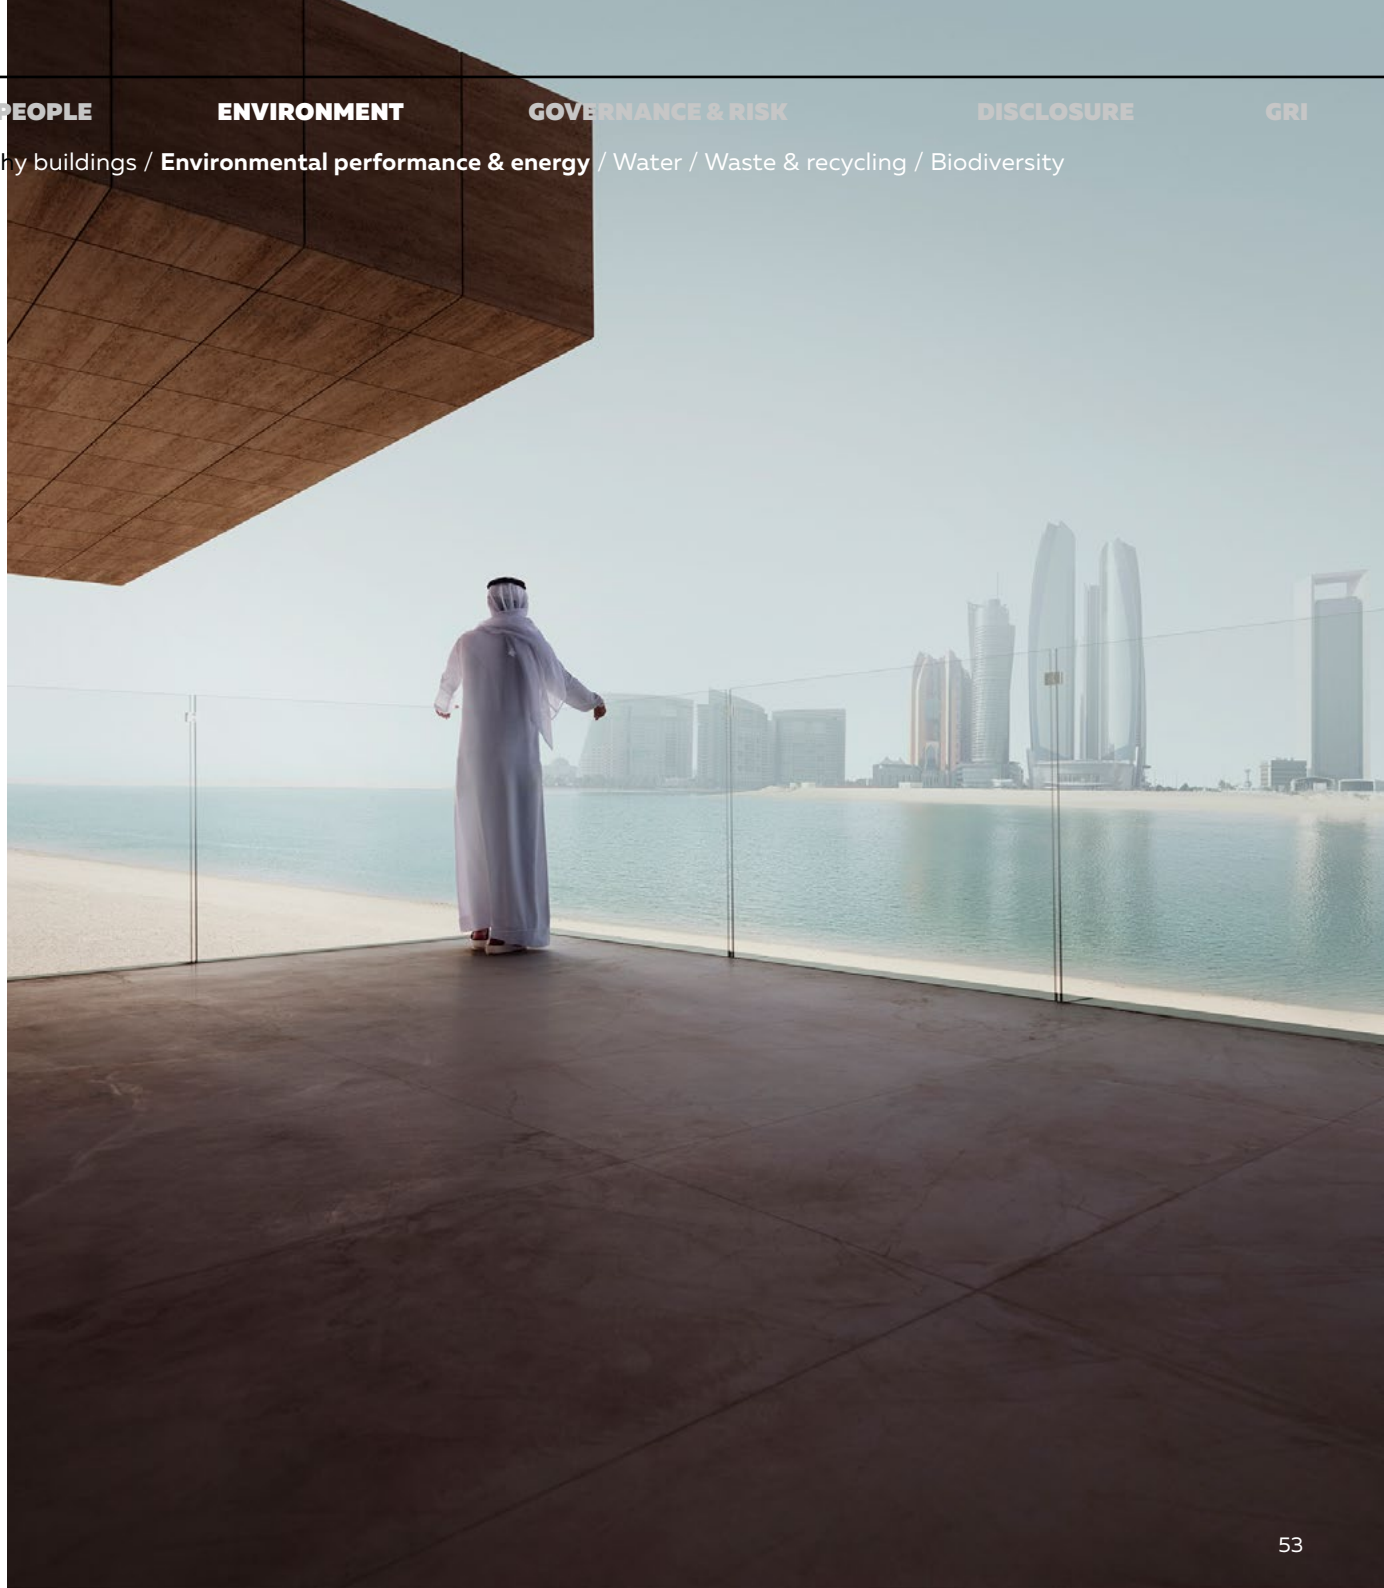 PEOPLE ENVIRONMENT GOVERNANCE & RISK DISCLOSURE GRI
hy buildings / Environmental performance & energy / Water / Waste & recycling / Biodiversity
53